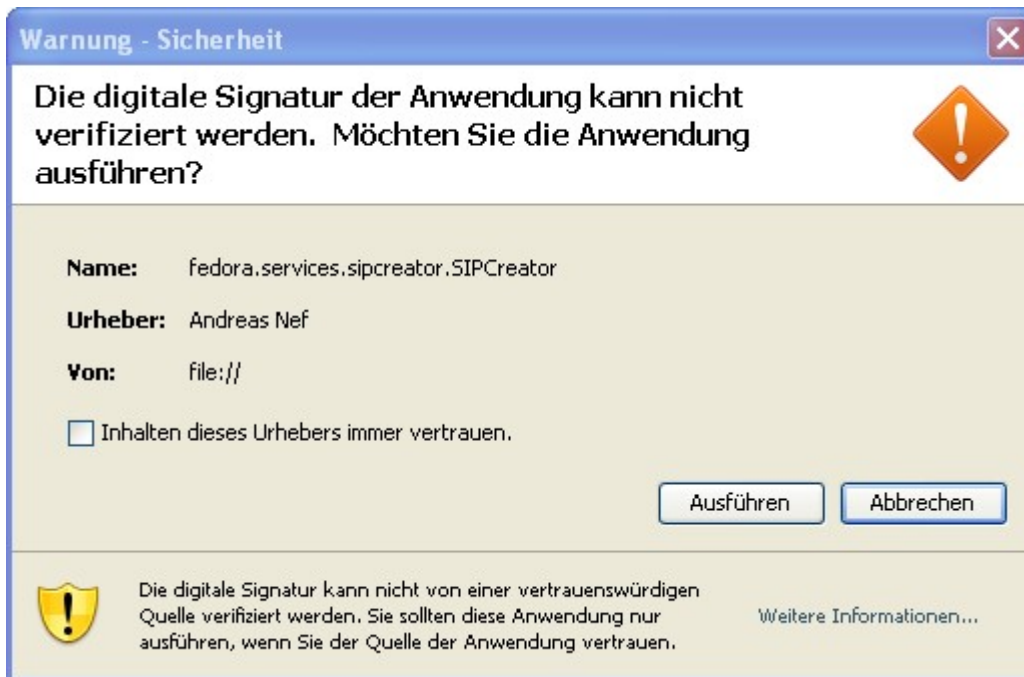 Warnung - Sicherheit
Die digitale Signatur der Anwendung kann nicht
verifiziert werden. Möchten Sie die Anwendung
ausführen?
Name: fedora.services.sipcreator.SIPCreator
Urheber: Andreas Nef
Von: file://
Inhalten dieses Urhebers immer vertrauen.
Ausführen Abbrechen
Die digitale Signatur kann nicht von einer vertrauenswürdigen
Quelle verifiziert werden. Sie sollten diese Anwendung nur
ausführen, wenn Sie der Quelle der Anwendung vertrauen.
Weitere Informationen...